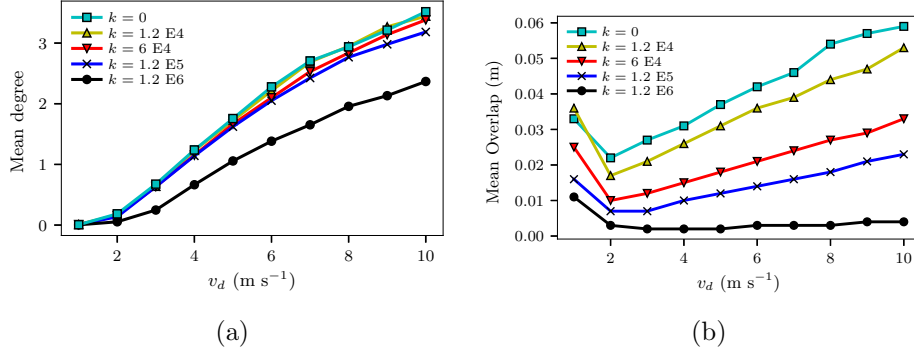 k = 0
k = 1.2 E4
k = 6 E4
k = 1.2 E5
k = 1.2 E6
Mean degree
3
2
1
0
2 4 6 8 10
v_d (m s⁻¹)
(a)
k = 0
k = 1.2 E4
k = 6 E4
k = 1.2 E5
k = 1.2 E6
Mean Overlap (m)
0.06
0.05
0.04
0.03
0.02
0.01
0.00
2 4 6 8 10
v_d (m s⁻¹)
(b)